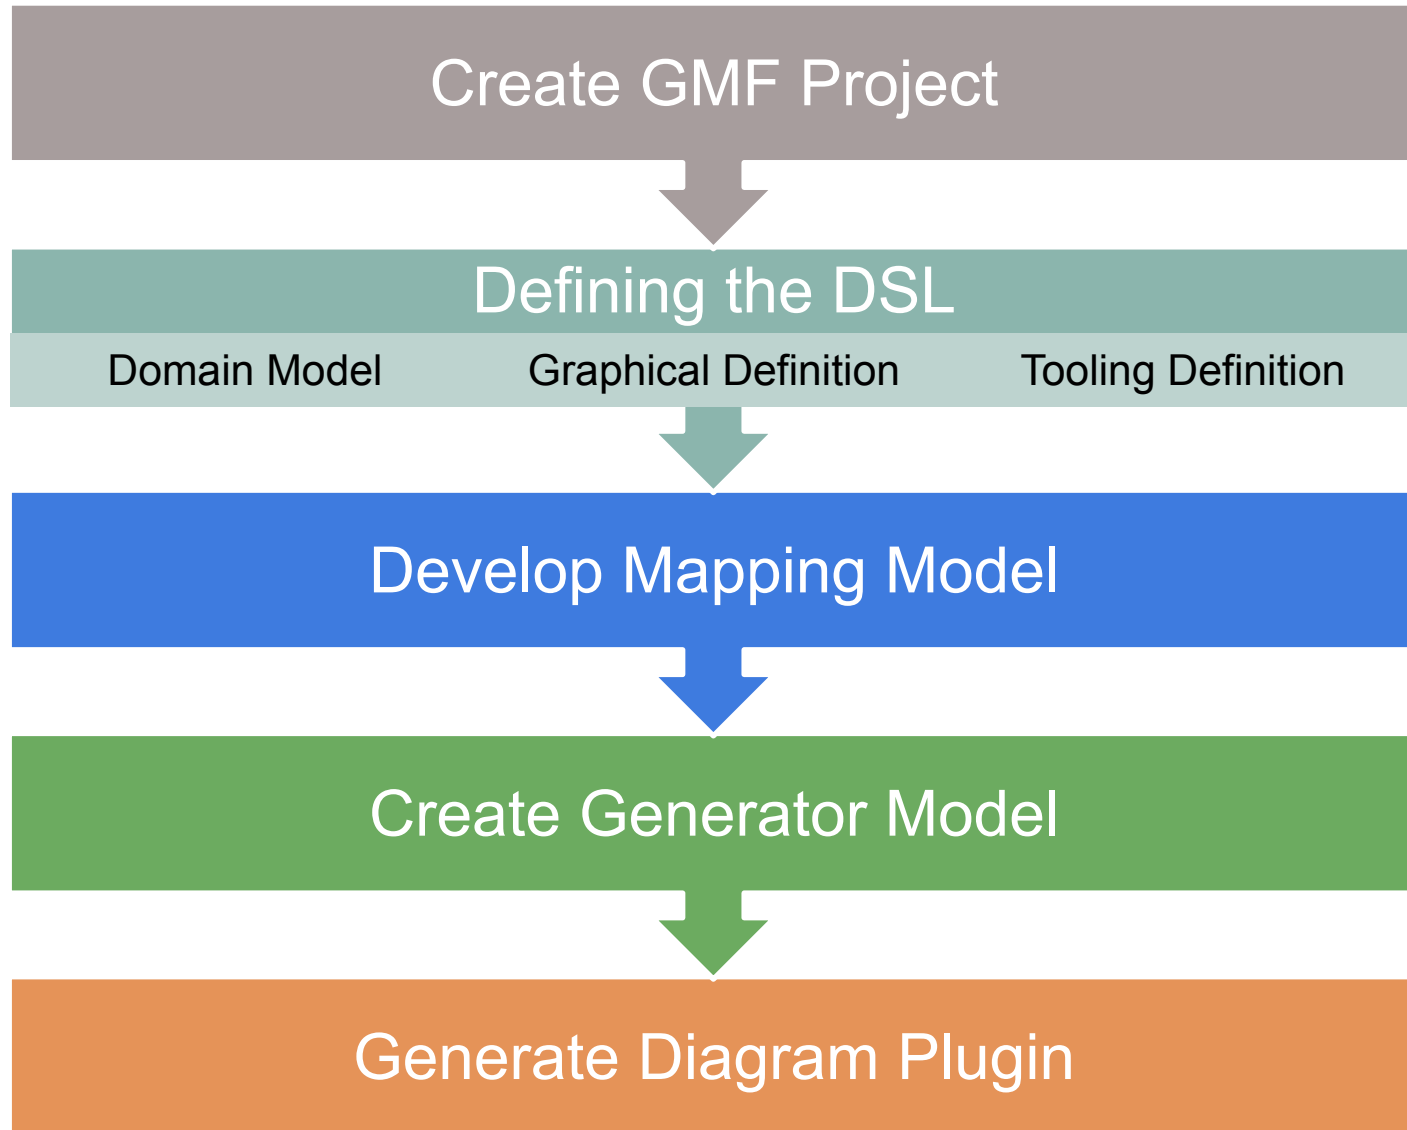 Create GMF Project
Defining the DSL
Domain Model Graphical Definition Tooling Definition
Develop Mapping Model
Create Generator Model
Generate Diagram Plugin